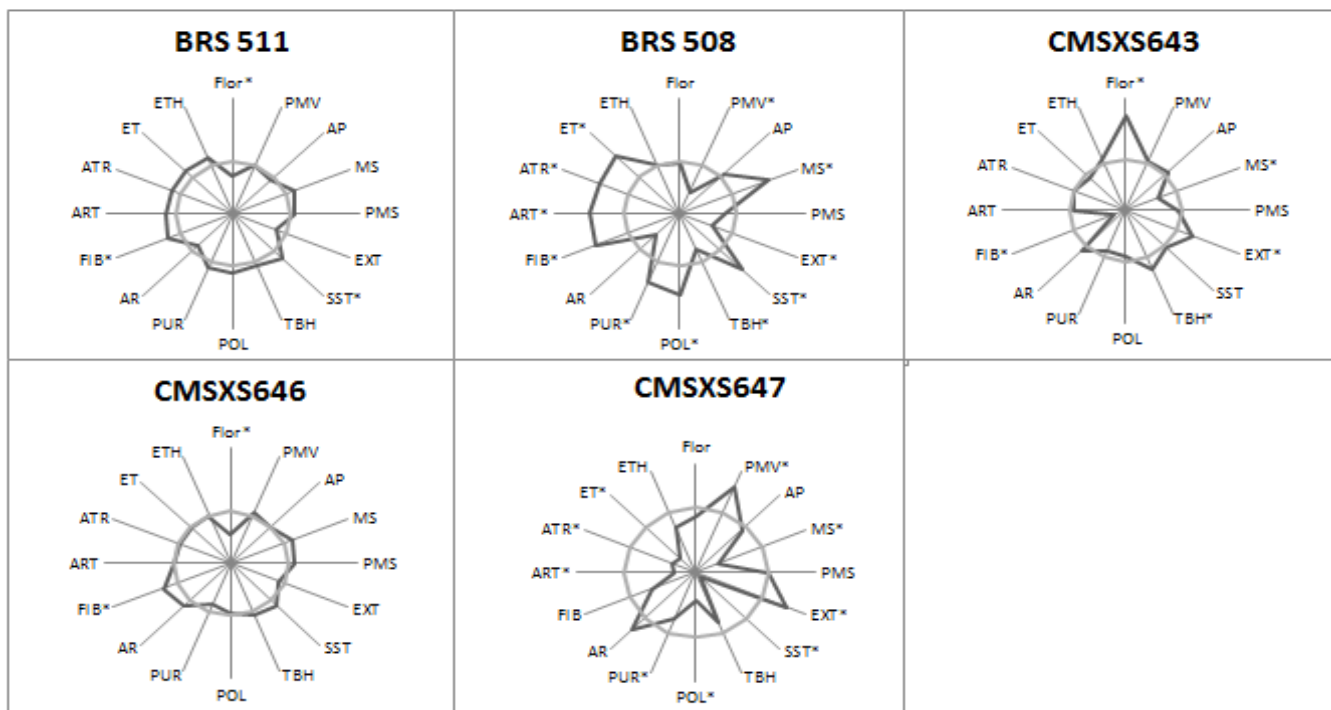 BRS 511
Flor*
PMV
AP
MS
PMS
EXT
SST*
TBH
POL
PUR
AR
FIB*
ART
ATR
ET
ETH
BRS 508
Flor
PMV*
AP
MS*
PMS
EXT*
SST*
TBH*
POL*
PUR*
AR
FIB*
ART*
ATR*
ET*
ETH
CMSXS643
Flor*
PMV
AP
MS*
PMS
EXT*
SST
TBH*
POL
PUR
AR
FIB*
ART
ATR
ET
ETH
CMSXS646
Flor*
PMV
AP
MS
PMS
EXT
SST
TBH
POL
PUR
AR
FIB*
ART
ATR
ET
ETH
CMSXS647
Flor
PMV*
AP
MS*
PMS
EXT*
SST*
TBH
POL*
PUR*
AR
FIB
ART*
ATR*
ET*
ETH